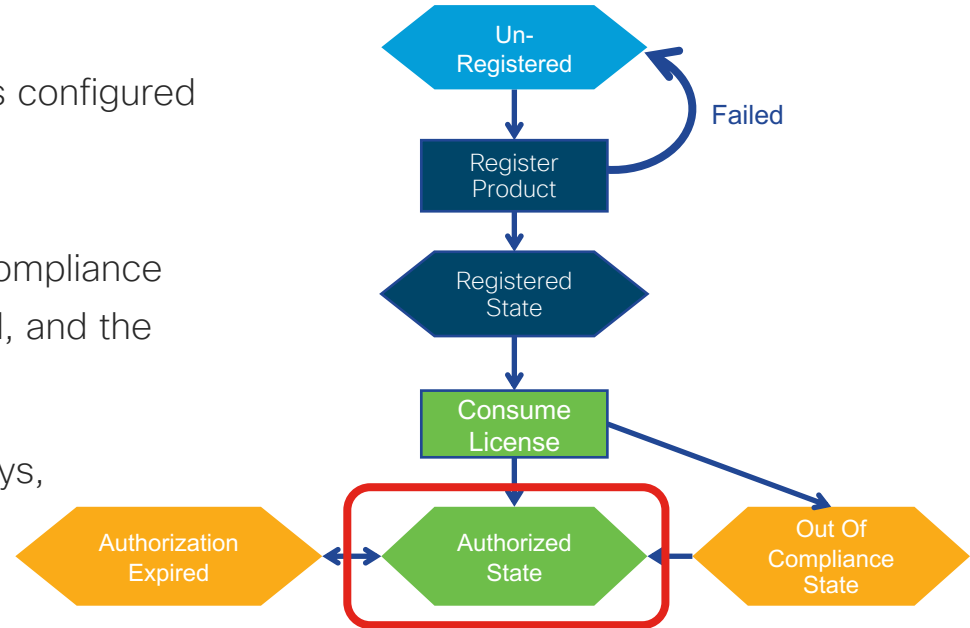 s configured
ompliance
, and the
ys,
Un-
Registered
Failed
Register
Product
Registered
State
Consume
License
Authorization
Expired
Authorized
State
Out Of
Compliance
State